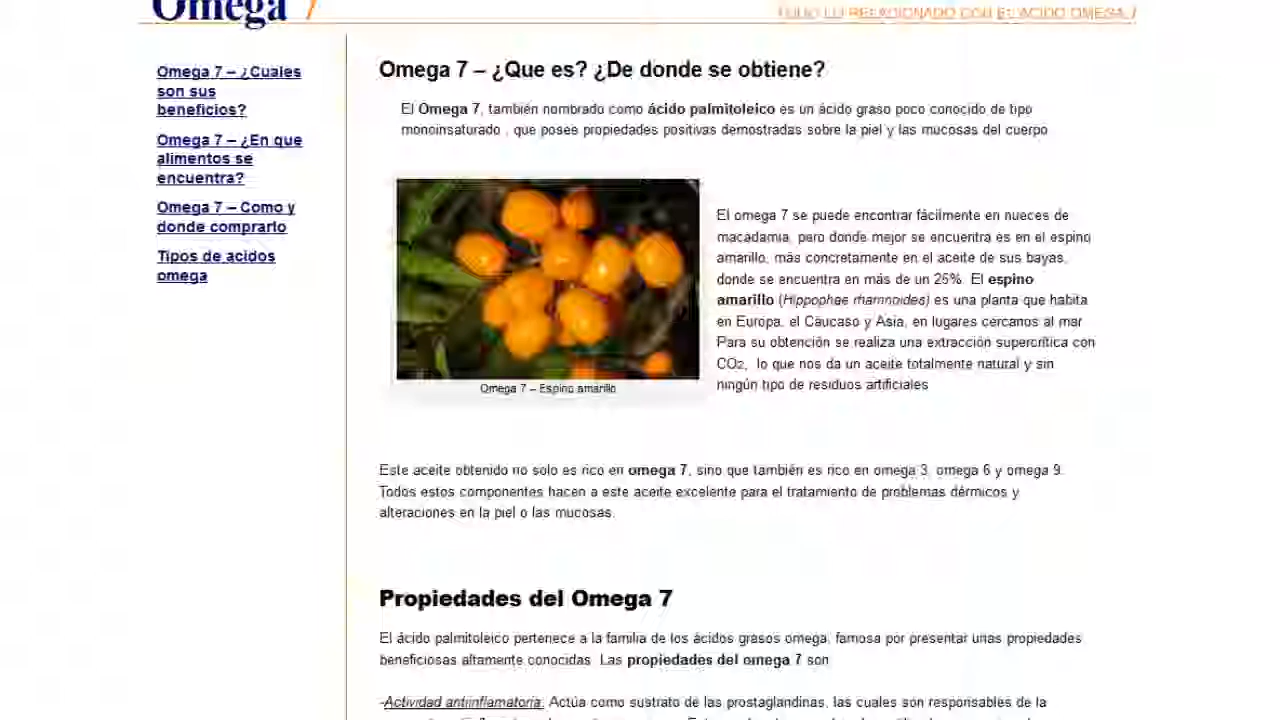 Omega 7
TODO LO RELACIONADO CON EL ACIDO OMEGA 7
Omega 7 – ¿Cuales
son sus
beneficios?
Omega 7 – ¿En que
alimentos se
encuentra?
Omega 7 – Como y
donde comprarlo
Tipos de acidos
omega
Omega 7 – ¿Que es? ¿De donde se obtiene?
El Omega 7, también nombrado como ácido palmitoleico es un ácido graso poco conocido de tipo
monoinsaturado , que posee propiedades positivas demostradas sobre la piel y las mucosas del cuerpo
Omega 7 – Espino amarillo
El omega 7 se puede encontrar fácilmente en nueces de
macadamia, pero donde mejor se encuentra es en el espino
amarillo, más concretamente en el aceite de sus bayas,
donde se encuentra en más de un 25%. El espino
amarillo (Hippophae rhamnoides) es una planta que habita
en Europa, el Caucaso y Asia, en lugares cercanos al mar
Para su obtención se realiza una extracción supercrítica con
CO2, lo que nos da un aceite totalmente natural y sin
ningún tipo de residuos artificiales
Este aceite obtenido no solo es rico en omega 7, sino que también es rico en omega 3, omega 6 y omega 9.
Todos estos componentes hacen a este aceite excelente para el tratamiento de problemas dérmicos y
alteraciones en la piel o las mucosas.
Propiedades del Omega 7
El ácido palmitoleico pertenece a la familia de los ácidos grasos omega, famosa por presentar unas propiedades
beneficiosas altamente conocidas. Las propiedades del omega 7 son
-Actividad antiinflamatoria: Actúa como sustrato de las prostaglandinas, las cuales son responsables de la